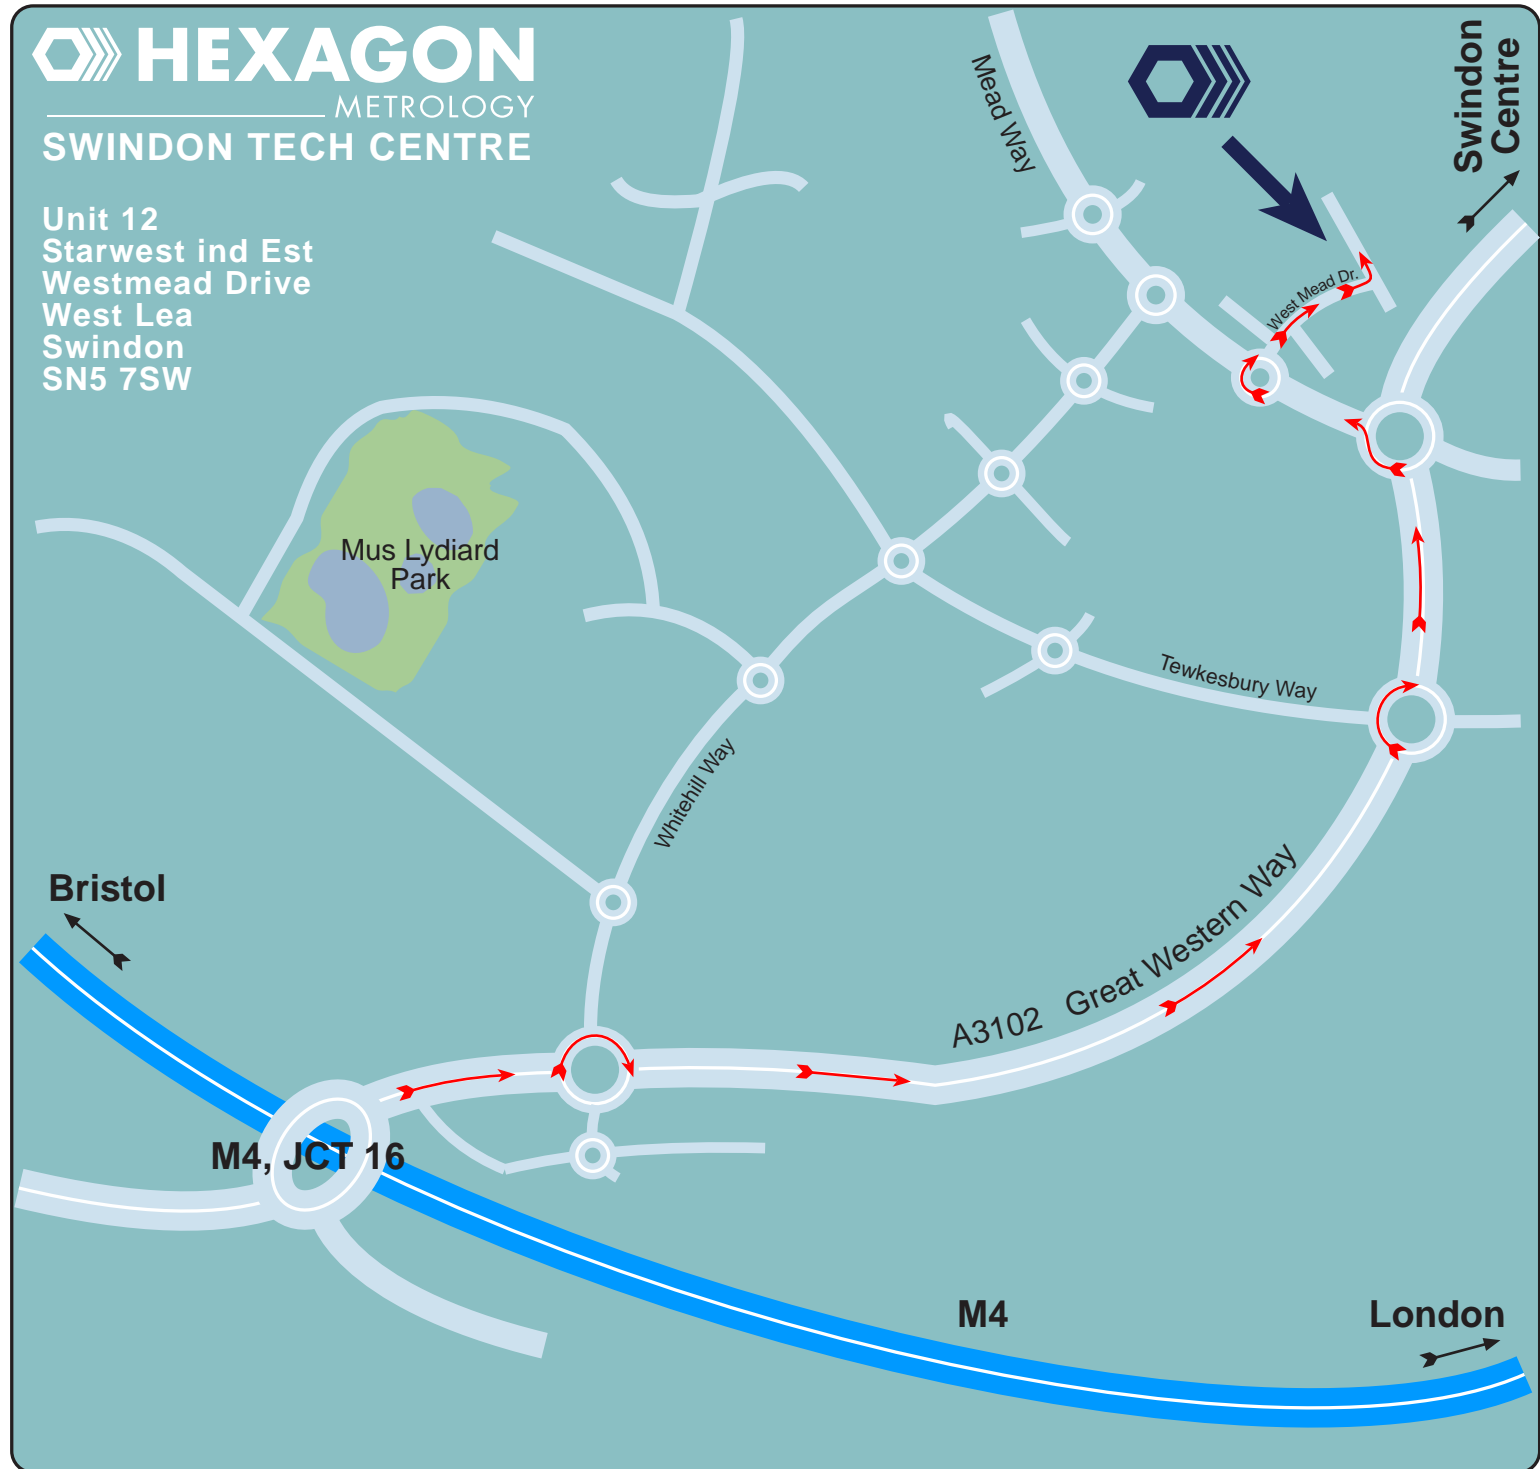 HEXAGON
METROLOGY
SWINDON TECH CENTRE
Unit 12
Starwest ind Est
Westmead Drive
West Lea
Swindon
SN5 7SW
Mead Way
Swindon
Centre
West Mead Dr.
Mus Lydiard
Park
Tewkesbury Way
Whitehill Way
Bristol
A3102 Great Western Way
M4, JCT 16
M4
London